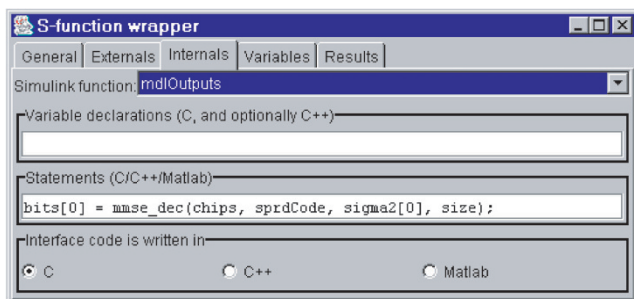 S-function wrapper
General Externals Internals Variables Results
Simulink function: mdlOutputs
Variable declarations (C, and optionally C++)
Statements (C/C++/Matlab)
bits[0] = mmse_dec(chips, sprdCode, sigma2[0], size);
Interface code is written in
C C++ Matlab